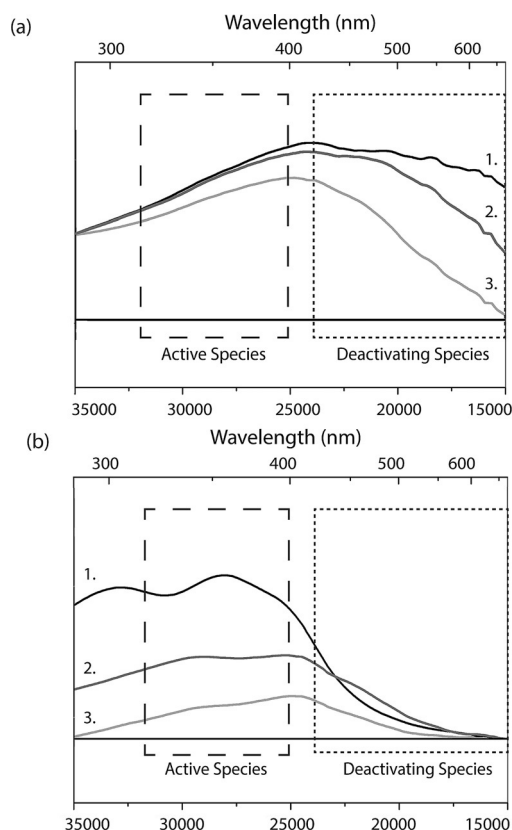 (a)
Wavelength (nm)
300 400 500 600
1.
2.
3.
Active Species Deactivating Species
35000 30000 25000 20000 15000
(b)
Wavelength (nm)
300 400 500 600
1.
2.
3.
Active Species Deactivating Species
35000 30000 25000 20000 15000